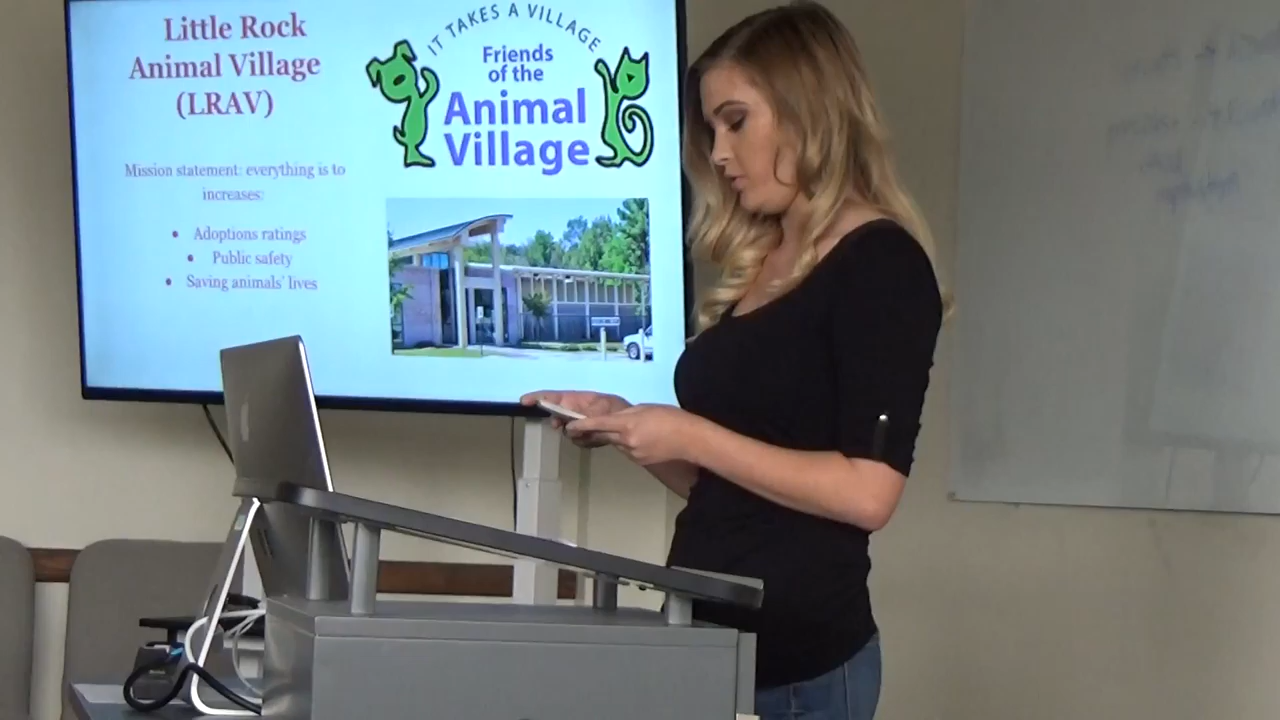 Little Rock
Animal Village
(LRAV)
Mission statement: everything is to
increases:
• Adoptions ratings
• Public safety
• Saving animals' lives
IT TAKES A VILLAGE
Friends
of the
Animal
Village